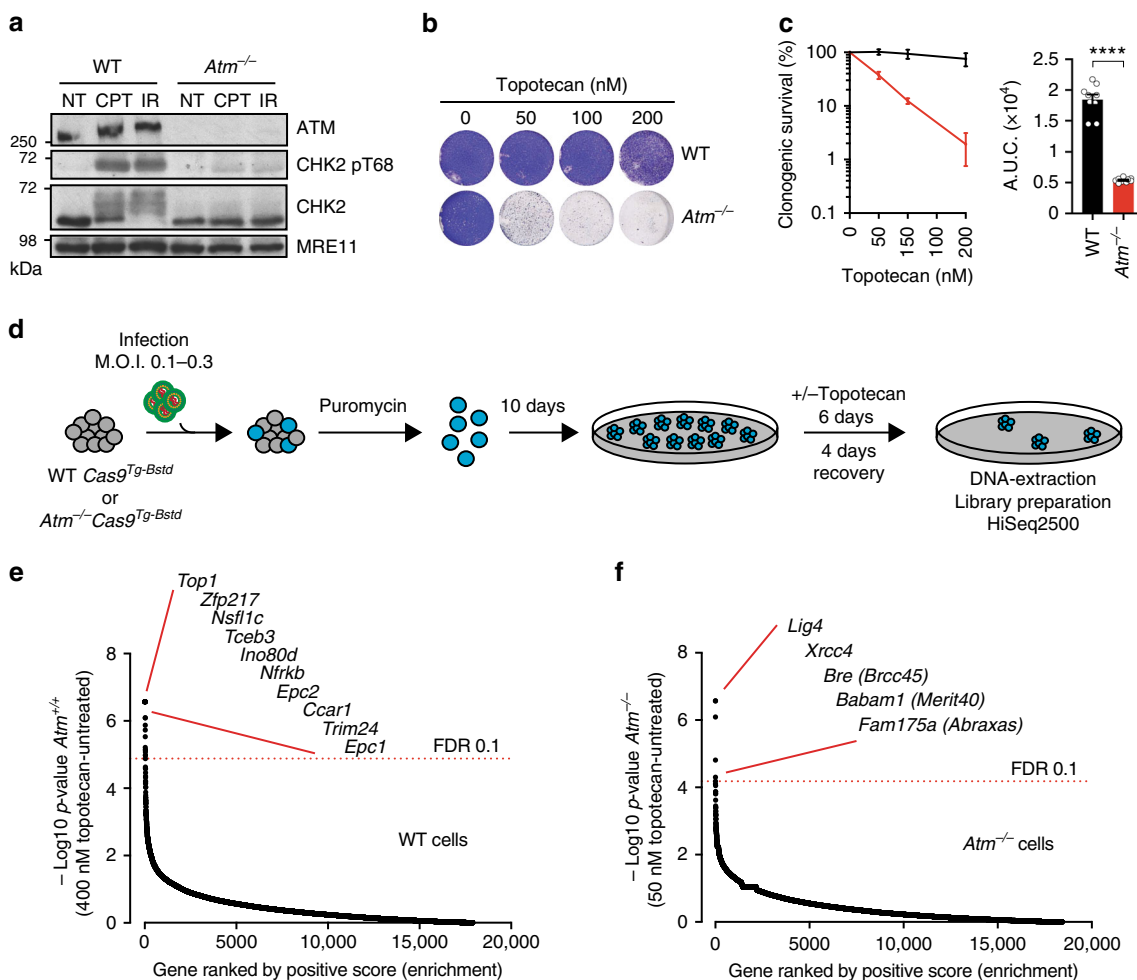 a
WT
Atm–/–
NT CPT IR NT CPT IR
250
ATM
72
CHK2 pT68
72
CHK2
98
MRE11
kDa
b
Topotecan (nM)
0 50 100 200
WT
Atm–/–
c
Clonogenic survival (%)
100
10
1
0.1
0 50 150 100 200
Topotecan (nM)
A.U.C. (×10⁴)
2.5
2
1.5
1
0.5
0
****
WT
Atm–/–
d
Infection
M.O.I. 0.1–0.3
Puromycin
10 days
+/–Topotecan
6 days
4 days
recovery
WT Cas9Tg-Bstd
or
Atm–/–Cas9Tg-Bstd
DNA-extraction
Library preparation
HiSeq2500
e
Top1
Zfp217
Nsfl1c
Tceb3
Ino80d
Nfrkb
Epc2
Ccar1
Trim24
Epc1
FDR 0.1
WT cells
– Log10 p-value Atm+/+
(400 nM topotecan-untreated)
8
6
4
2
0
0 5000 10,000 15,000 20,000
Gene ranked by positive score (enrichment)
f
Lig4
Xrcc4
Bre (Brcc45)
Babam1 (Merit40)
Fam175a (Abraxas)
FDR 0.1
Atm–/– cells
– Log10 p-value Atm–/–
(50 nM topotecan-untreated)
8
6
4
2
0
0 5000 10,000 15,000 20,000
Gene ranked by positive score (enrichment)